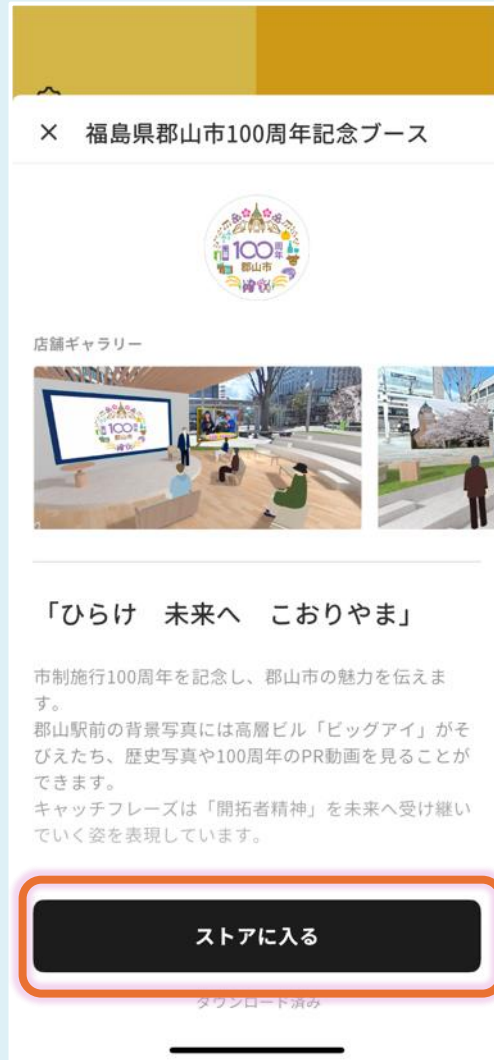 × 福島県郡山市100周年記念ブース
100周年
郡山市
店舗ギャラリー
100周年
郡山市
「ひらけ　未来へ　こおりやま」
市制施行100周年を記念し、郡山市の魅力を伝えま
す。
郡山駅前の背景写真には高層ビル「ビッグアイ」がそ
びえたち、歴史写真や100周年のPR動画を見ることが
できます。
キャッチフレーズは「開拓者精神」を未来へ受け継い
でいく姿を表現しています。
ストアに入る
ダウンロード済み